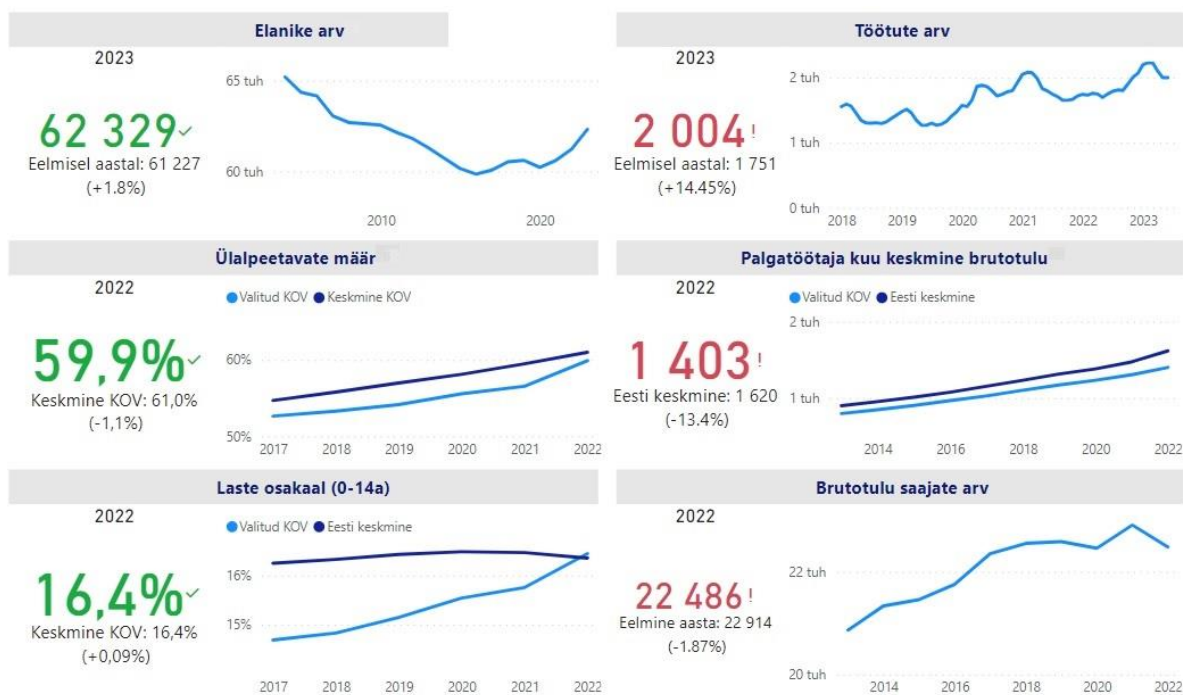 Elanike arv
2023
62 329
Eelmisel aastal: 61 227
(+1.8%)
65 tuh
60 tuh
2010
2020
Töötute arv
2023
2 004!
Eelmisel aastal: 1 751
(+14.45%)
2 tuh
1 tuh
0 tuh
2018 2019 2020 2021 2022 2023
Ülalpeetavate määr
2022
59,9%
Keskmine KOV: 61,0%
(-1,1%)
Valitud KOV Keskmine KOV
60%
50%
2017 2018 2019 2020 2021 2022
Palgatöötaja kuu keskmine brutotulu
2022
1 403!
Eesti keskmine: 1 620
(-13.4%)
Valitud KOV Eesti keskmine
2 tuh
1 tuh
2014 2016 2018 2020 2022
Laste osakaal (0-14a)
2022
16,4%
Keskmine KOV: 16,4%
(+0,09%)
Valitud KOV Eesti keskmine
16%
15%
2017 2018 2019 2020 2021 2022
Brutotulu saajate arv
2022
22 486!
Eelmine aasta: 22 914
(-1.87%)
22 tuh
20 tuh
2014 2016 2018 2020 2022